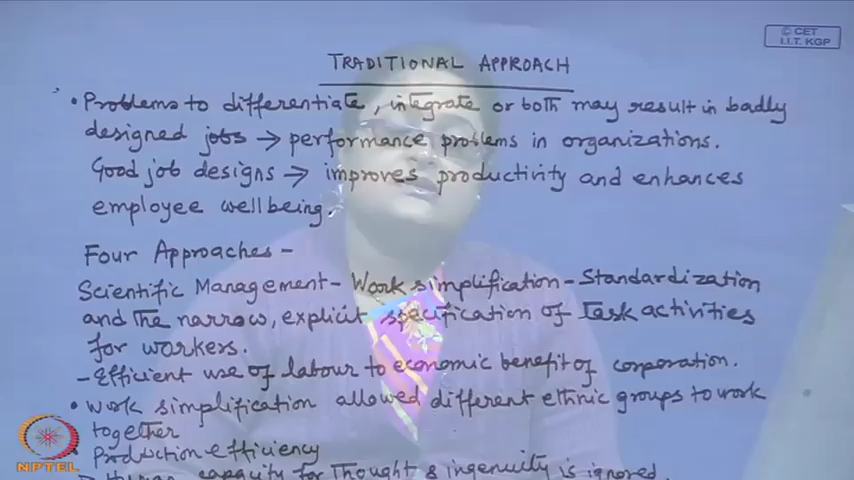 © CET
I.I.T. KGP
TRADITIONAL APPROACH
• Problems to differentiate, integrate or both may result in badly
designed jobs → performance problems in organizations.
Good job designs → improves productivity and enhances
employee wellbeing
Four Approaches -
Scientific Management - Work simplification - Standardization
and the narrow, explicit specification of task activities
for workers.
- Efficient use of labour to economic benefit of corporation.
• Work simplification allowed different ethnic groups to work
together
• Production efficiency
→ Human capacity for thought & ingenuity is ignored.
NPTEL